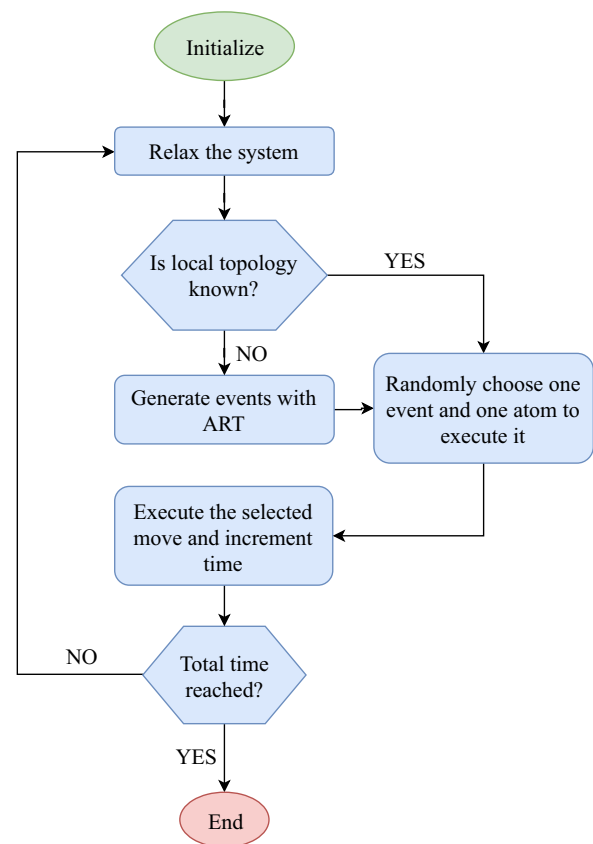 Initialize
Relax the system
Is local topology
known?
YES
NO
Generate events with
ART
Randomly choose one
event and one atom to
execute it
Execute the selected
move and increment
time
NO
Total time
reached?
YES
End